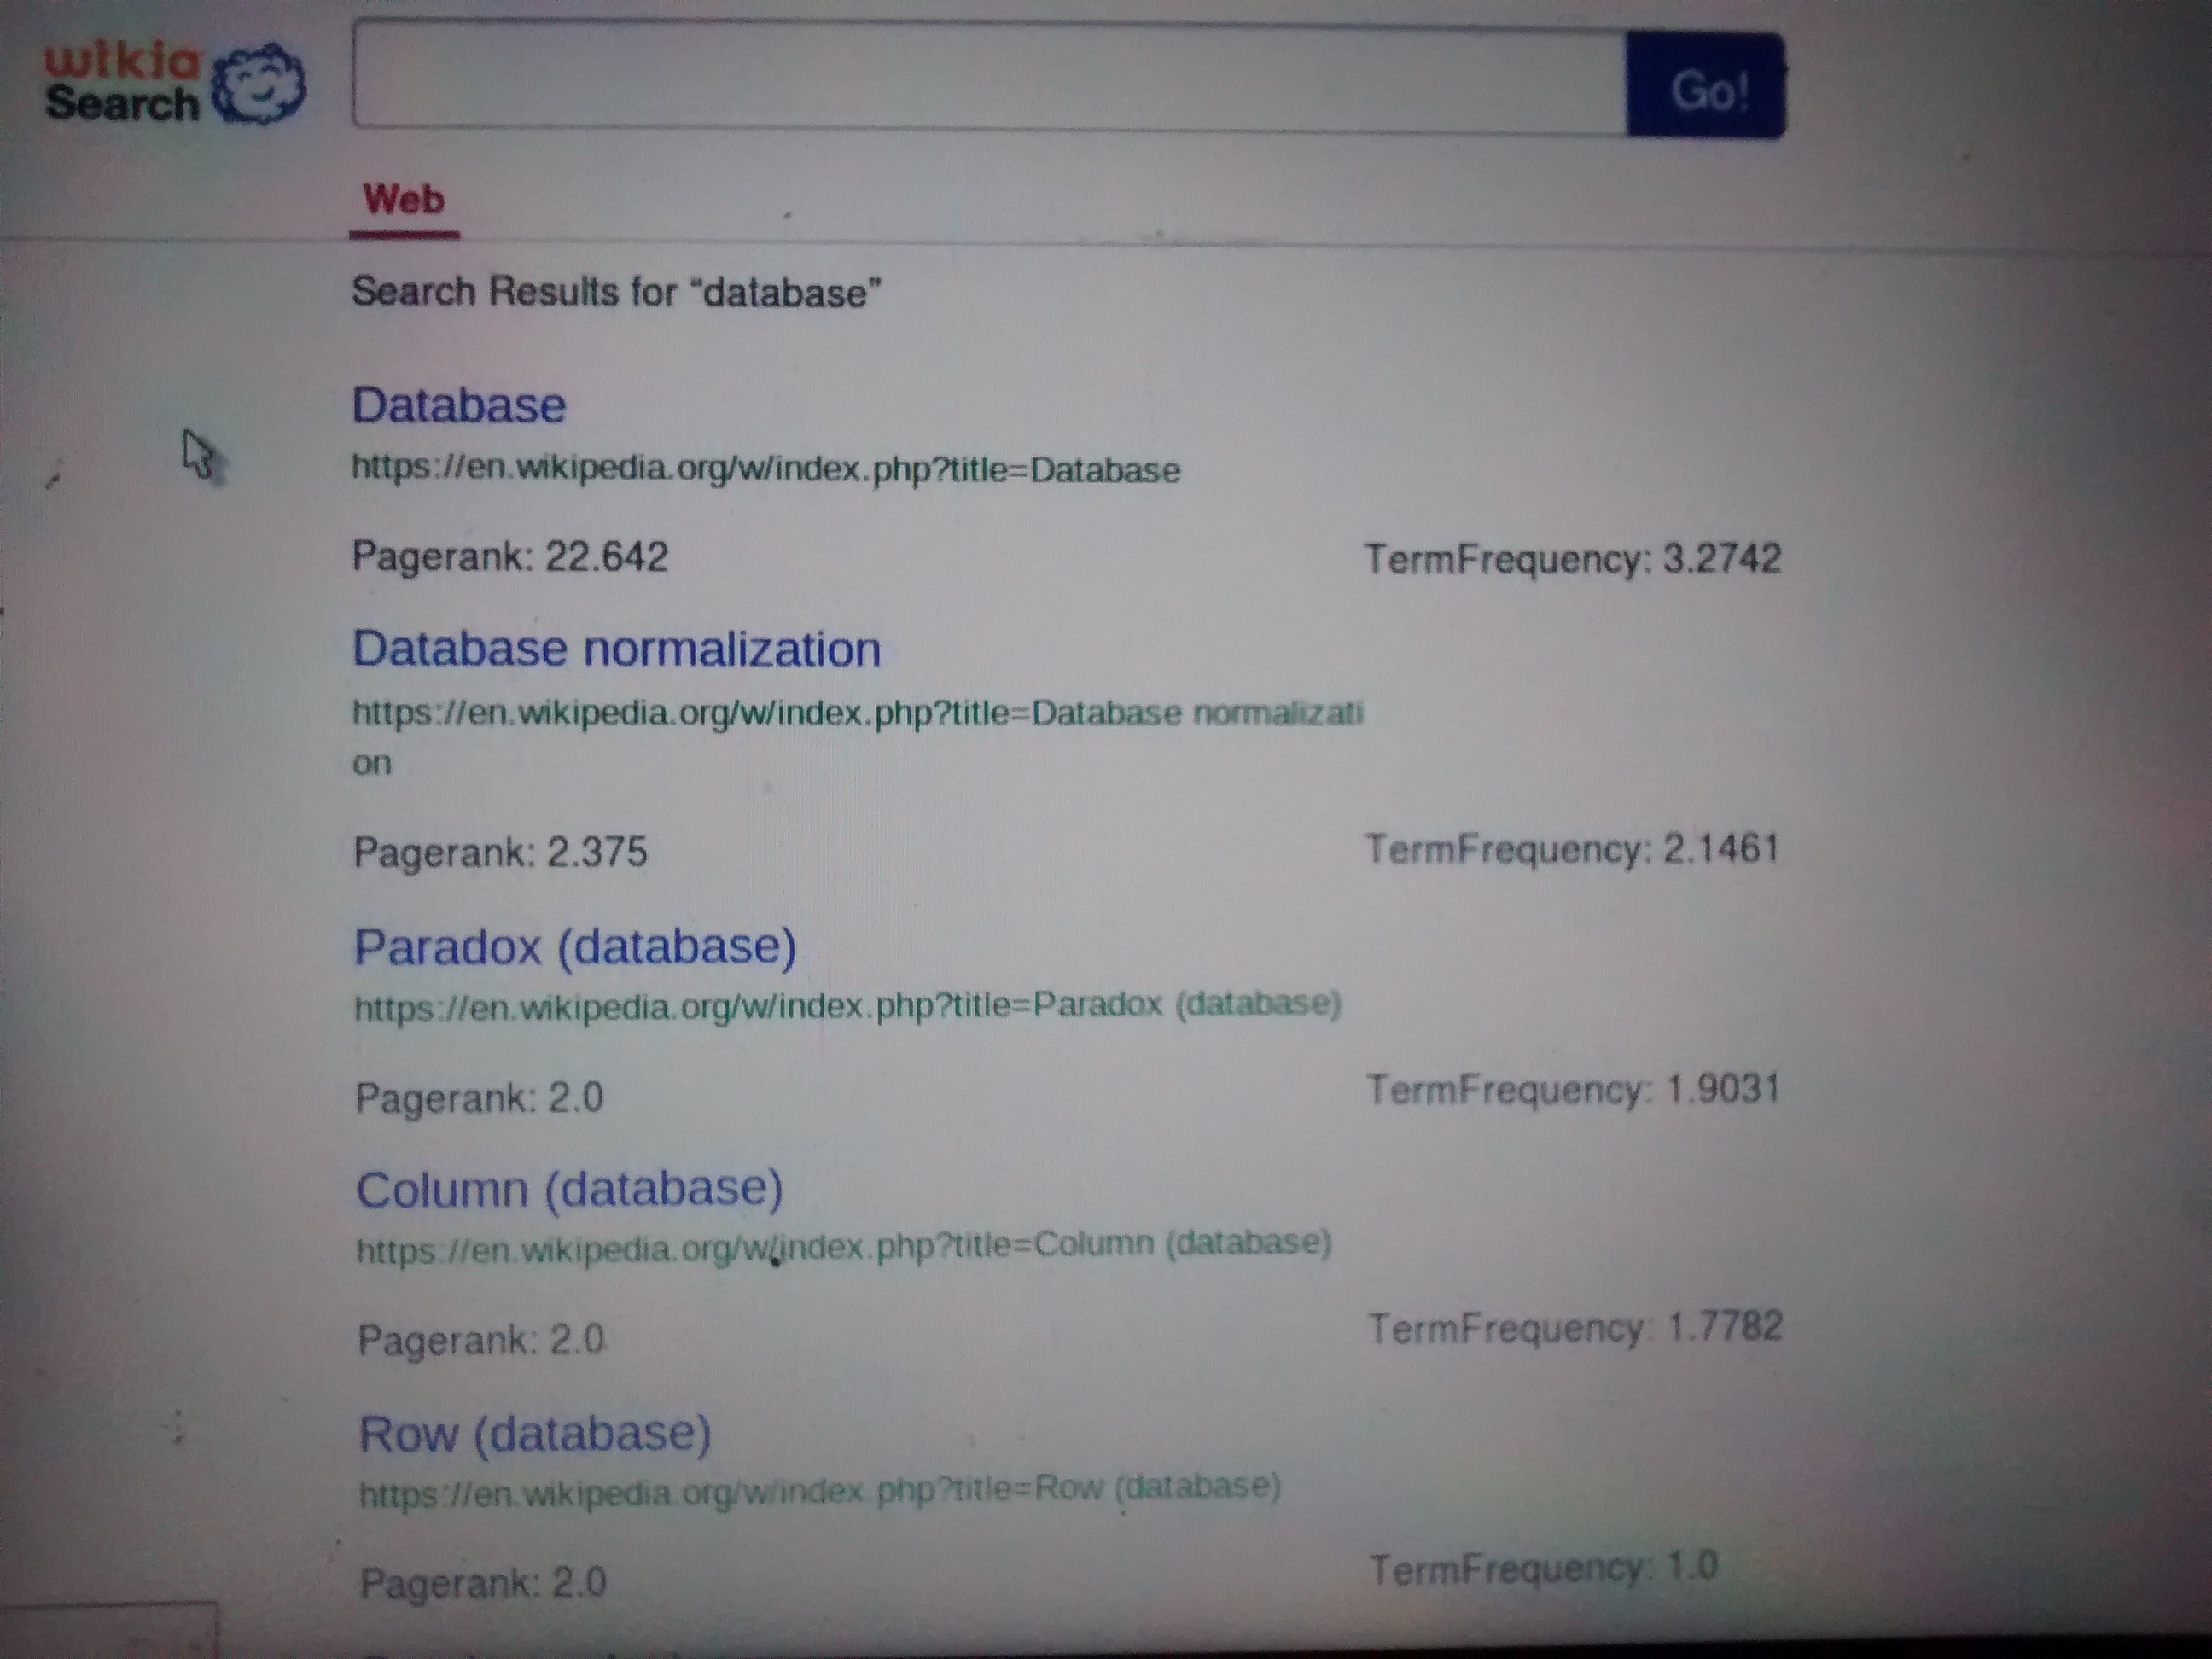 wikia
Search
Go!
Web
Search Results for “database”
Database
https://en.wikipedia.org/w/index.php?title=Database
Pagerank: 22.642 TermFrequency: 3.2742
Database normalization
https://en.wikipedia.org/w/index.php?title=Database normalizati
on
Pagerank: 2.375 TermFrequency: 2.1461
Paradox (database)
https://en.wikipedia.org/w/index.php?title=Paradox (database)
Pagerank: 2.0 TermFrequency: 1.9031
Column (database)
https://en.wikipedia.org/w/index.php?title=Column (database)
Pagerank: 2.0 TermFrequency: 1.7782
Row (database)
https://en.wikipedia.org/w/index.php?title=Row (database)
Pagerank: 2.0 TermFrequency: 1.0